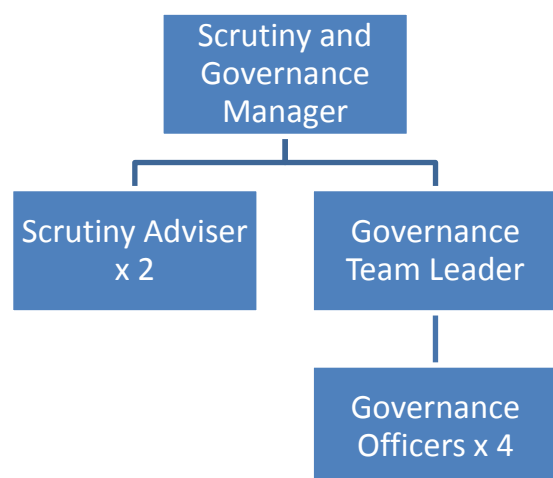 Scrutiny and
Governance
Manager
Scrutiny Adviser
x 2
Governance
Team Leader
Governance
Officers x 4